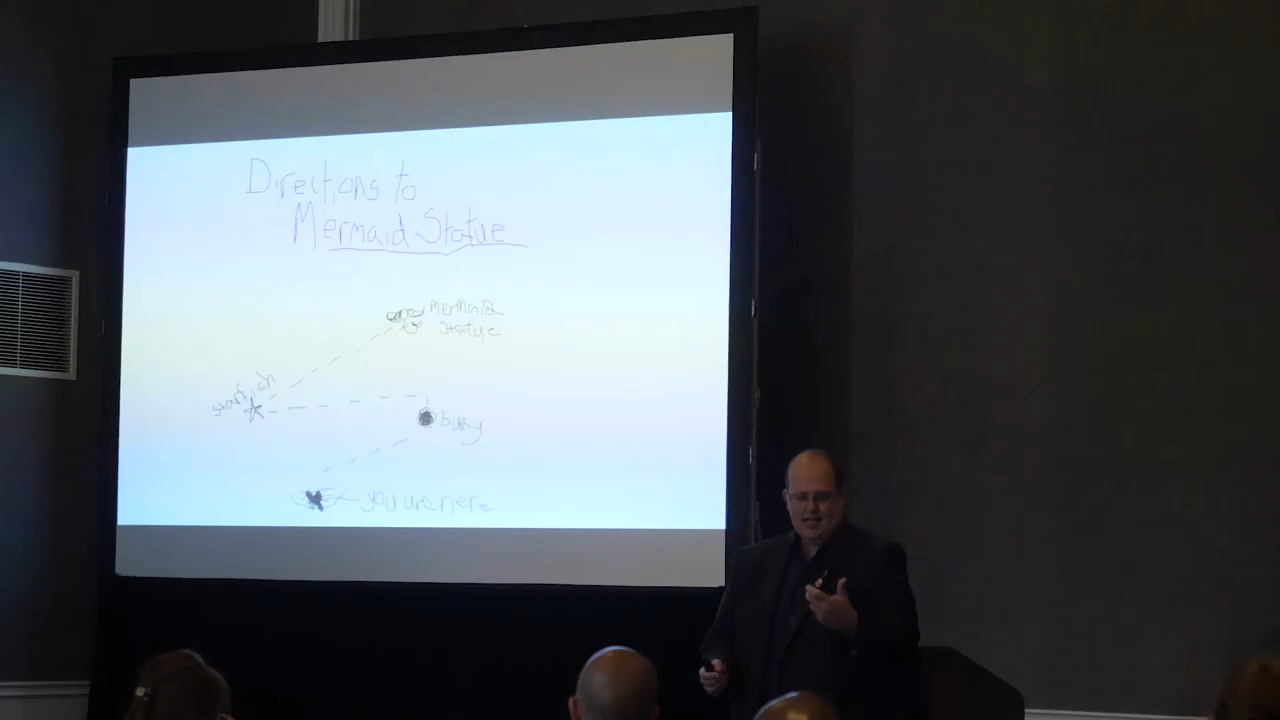 Directions to
Mermaid Statue
Mermaid
Statue
starfish
buoy
you are here